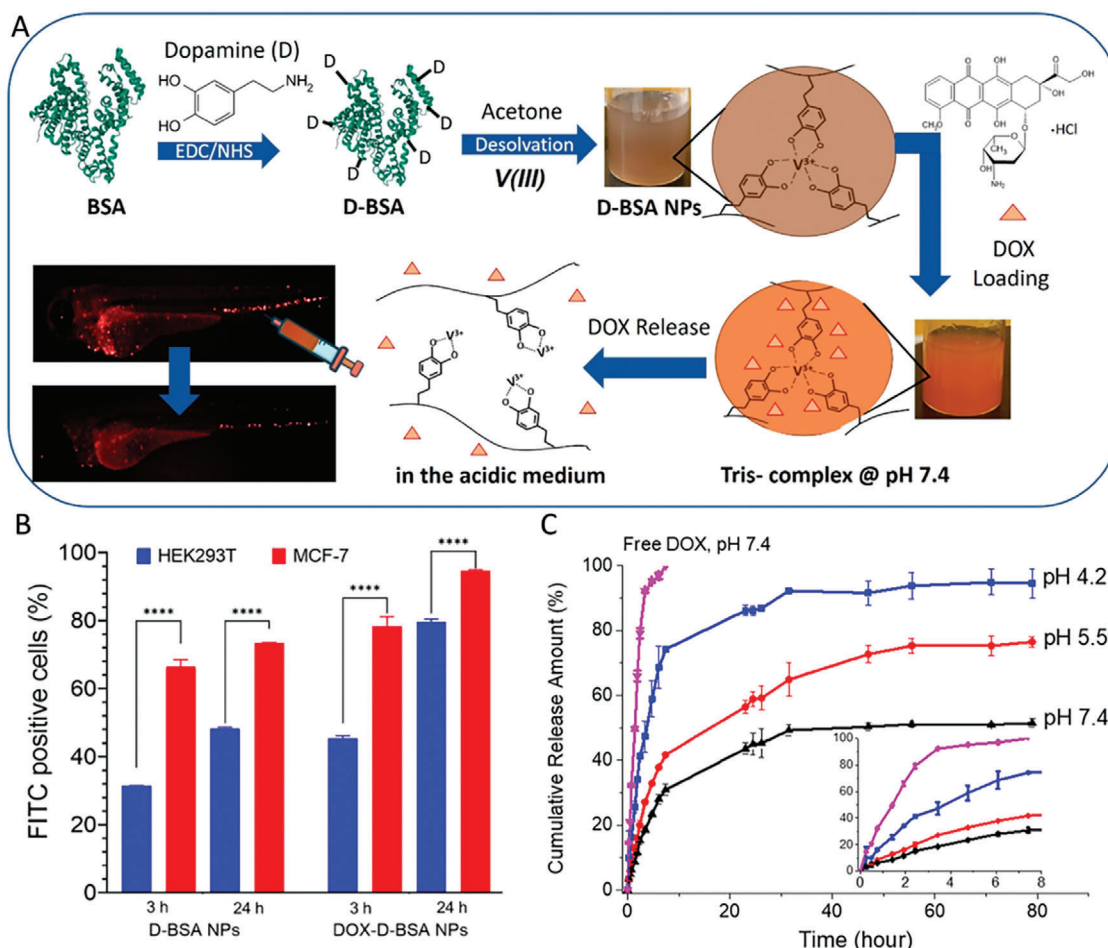 A
Dopamine (D)
HO
HO
NH₂
EDC/NHS
BSA
D
D
D
D
D
D
D-BSA
Acetone
Desolvation
V(III)
D-BSA NPs
V³⁺
O
OH
O
OH
OH
OCH₃
O
OH
O
CH₃
O
OH
NH₂
·HCl
DOX
Loading
DOX Release
V³⁺
V³⁺
V³⁺
V³⁺
in the acidic medium
Tris- complex @ pH 7.4
B
HEK293T
MCF-7
FITC positive cells (%)
100
80
60
40
20
0
****
****
****
****
3 h
24 h
3 h
24 h
D-BSA NPs
DOX-D-BSA NPs
C
Free DOX, pH 7.4
pH 4.2
pH 5.5
pH 7.4
Cumulative Release Amount (%)
100
80
60
40
20
0
0
20
40
60
80
Time (hour)
100
80
60
40
20
0
0
2
4
6
8